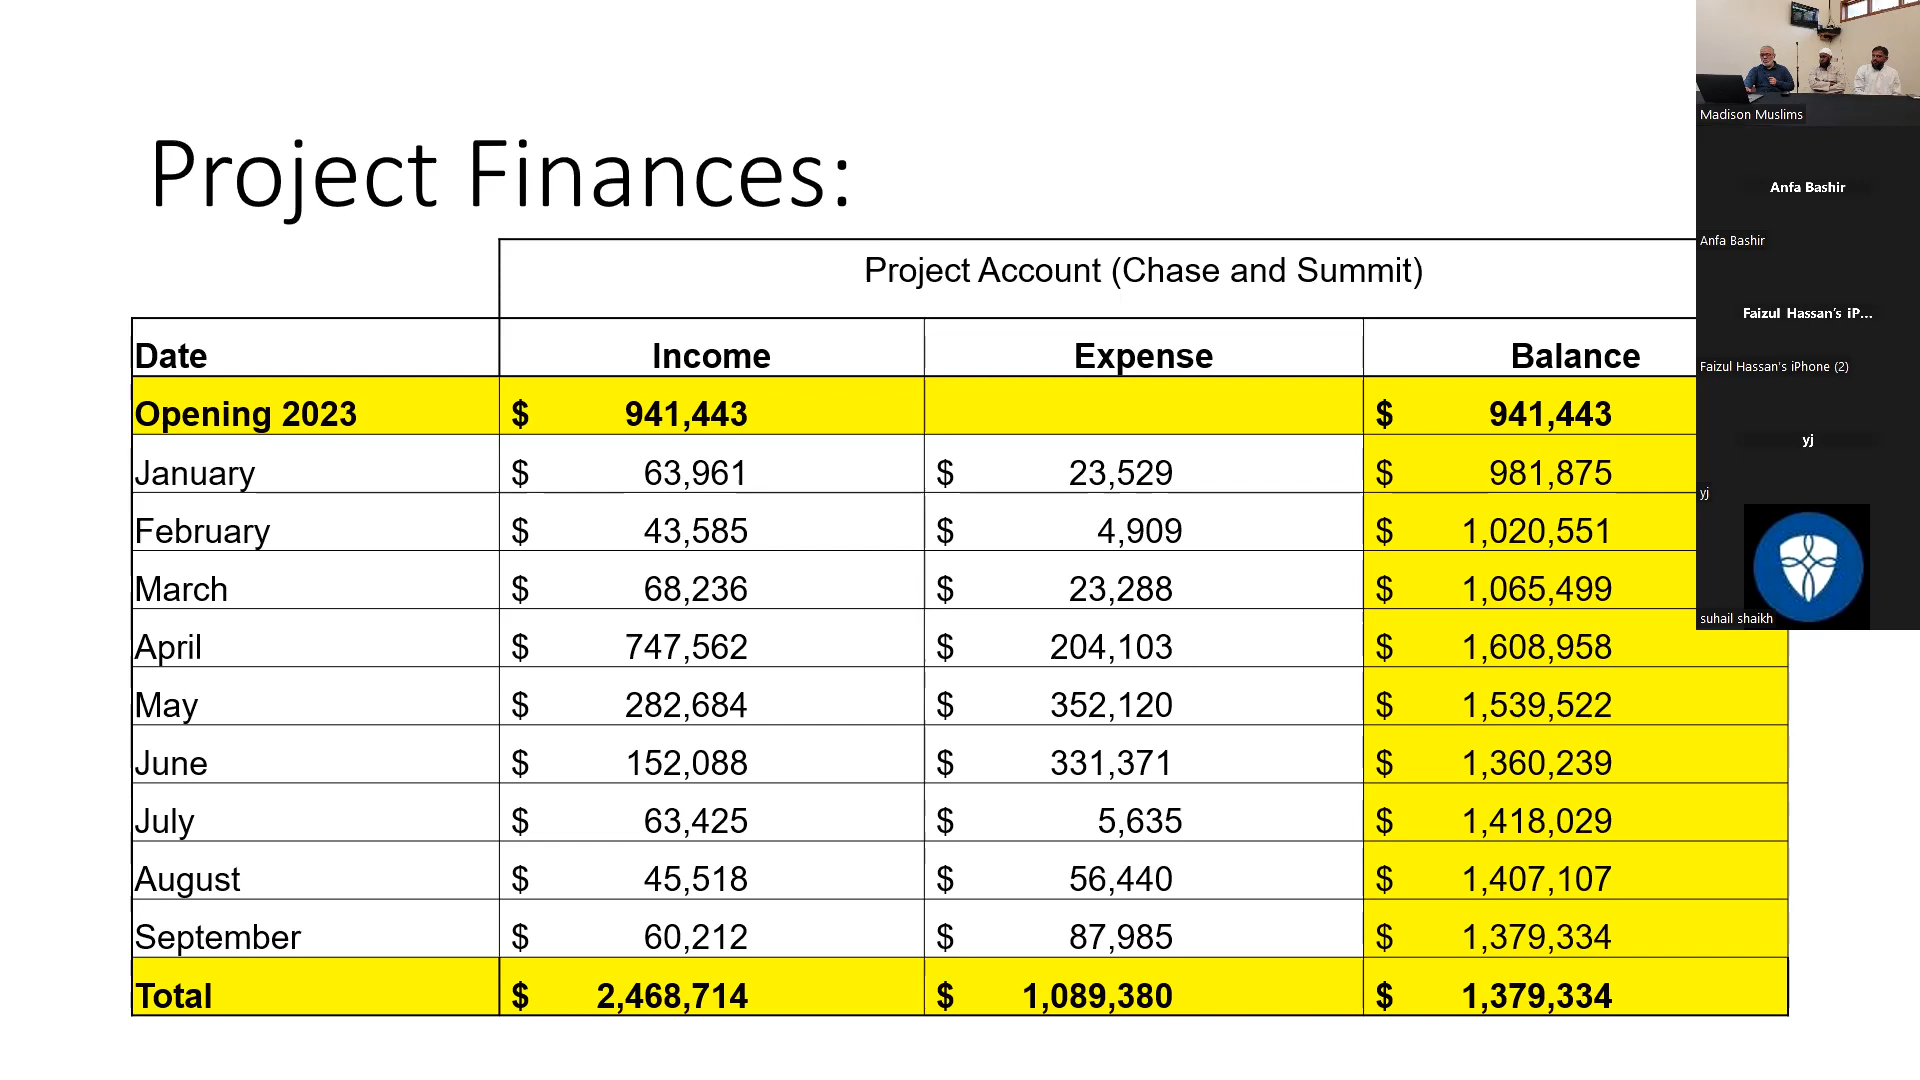 Project Finances:
Project Account (Chase and Summit)
Date Income Expense Balance
Opening 2023 $ 941,443 $ 941,443
January $ 63,961 $ 23,529 $ 981,875
February $ 43,585 $ 4,909 $ 1,020,551
March $ 68,236 $ 23,288 $ 1,065,499
April $ 747,562 $ 204,103 $ 1,608,958
May $ 282,684 $ 352,120 $ 1,539,522
June $ 152,088 $ 331,371 $ 1,360,239
July $ 63,425 $ 5,635 $ 1,418,029
August $ 45,518 $ 56,440 $ 1,407,107
September $ 60,212 $ 87,985 $ 1,379,334
Total $ 2,468,714 $ 1,089,380 $ 1,379,334
Madison Muslims
Anfa Bashir
Anfa Bashir
Faizul Hassan's iP...
Faizul Hassan's iPhone (2)
yj
yj
suhail shaikh